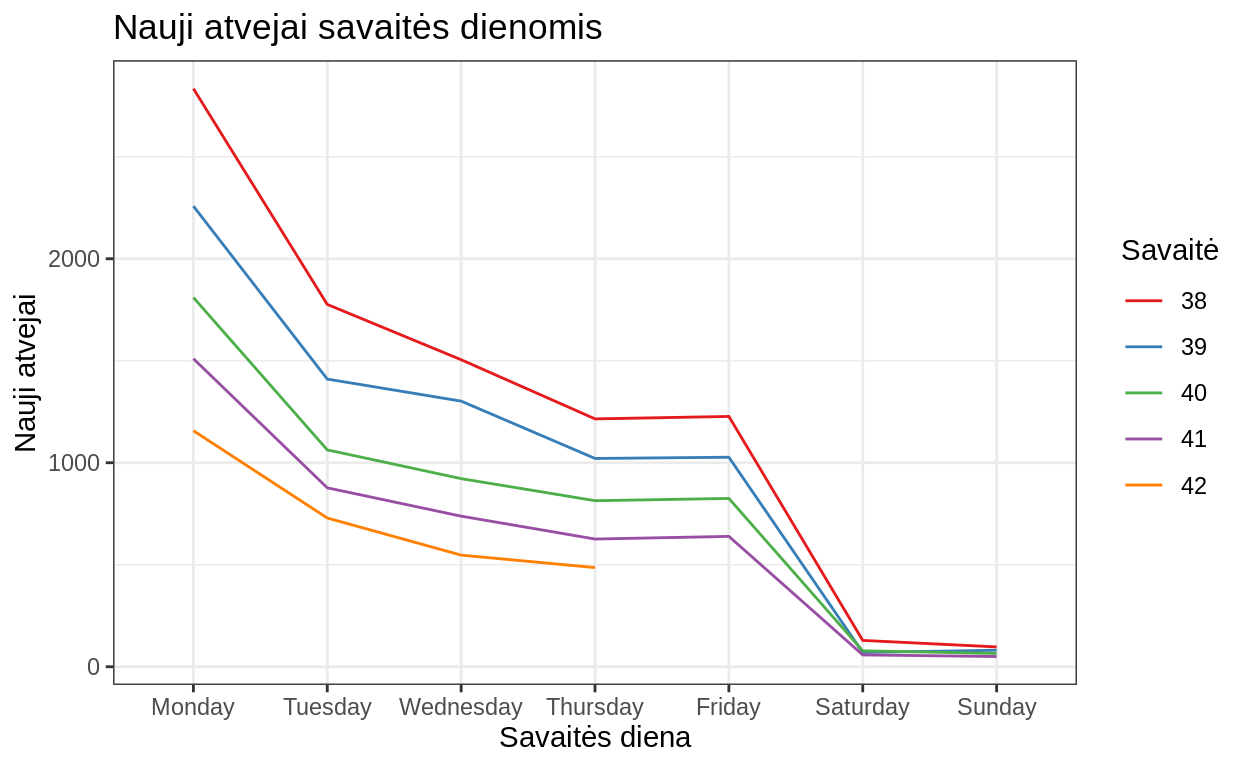 Nauji atvejai savaitės dienomis
Nauji atvejai
2000
1000
0
Monday Tuesday Wednesday Thursday Friday Saturday Sunday
Savaitės diena
Savaitė
38
39
40
41
42